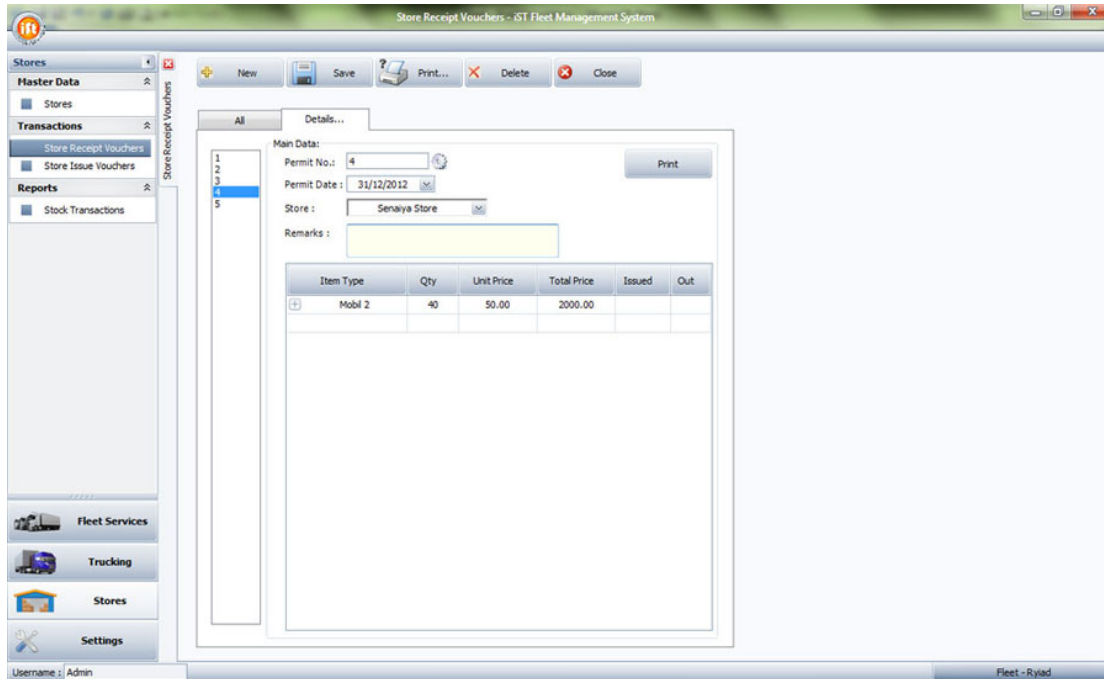 Store Receipt Vouchers - iST Fleet Management System
ift
Stores
Master Data
Stores
Transactions
Store Receipt Vouchers
Store Issue Vouchers
Reports
Stock Transactions
Store Receipt Vouchers
New Save Print... Delete Close
All Details...
1
2
3
4
5
Main Data:
Permit No.: 4
Print
Permit Date : 31/12/2012
Store : Senaiya Store
Remarks :
Item Type Qty Unit Price Total Price Issued Out
Mobil 2 40 50.00 2000.00
Fleet Services
Trucking
Stores
Settings
Username : Admin
Fleet - Ryiad